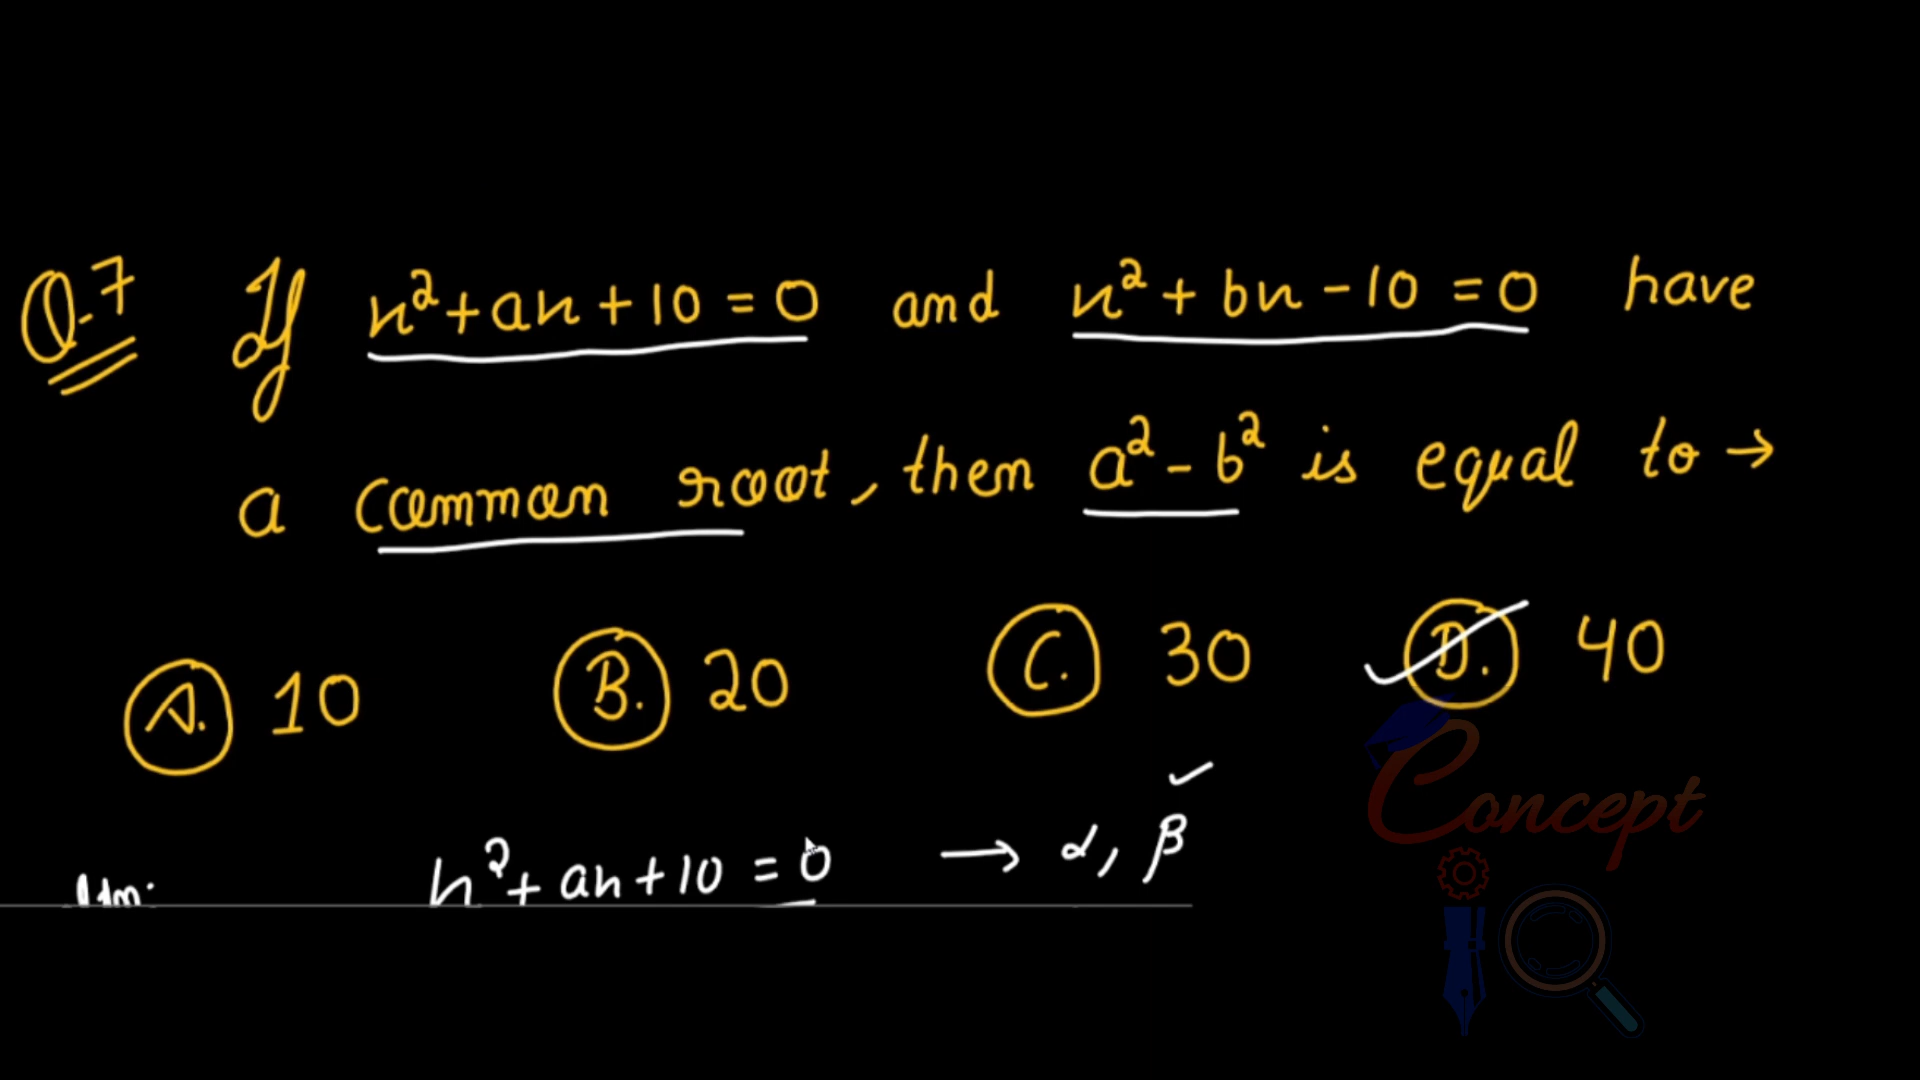 Q.7 If x²+ax+10=0 and x²+bx-10=0 have
a common root, then a²-b² is equal to →
A. 10 B. 20 C. 30 D. 40
x²+ax+10=0 → α, β
Concept